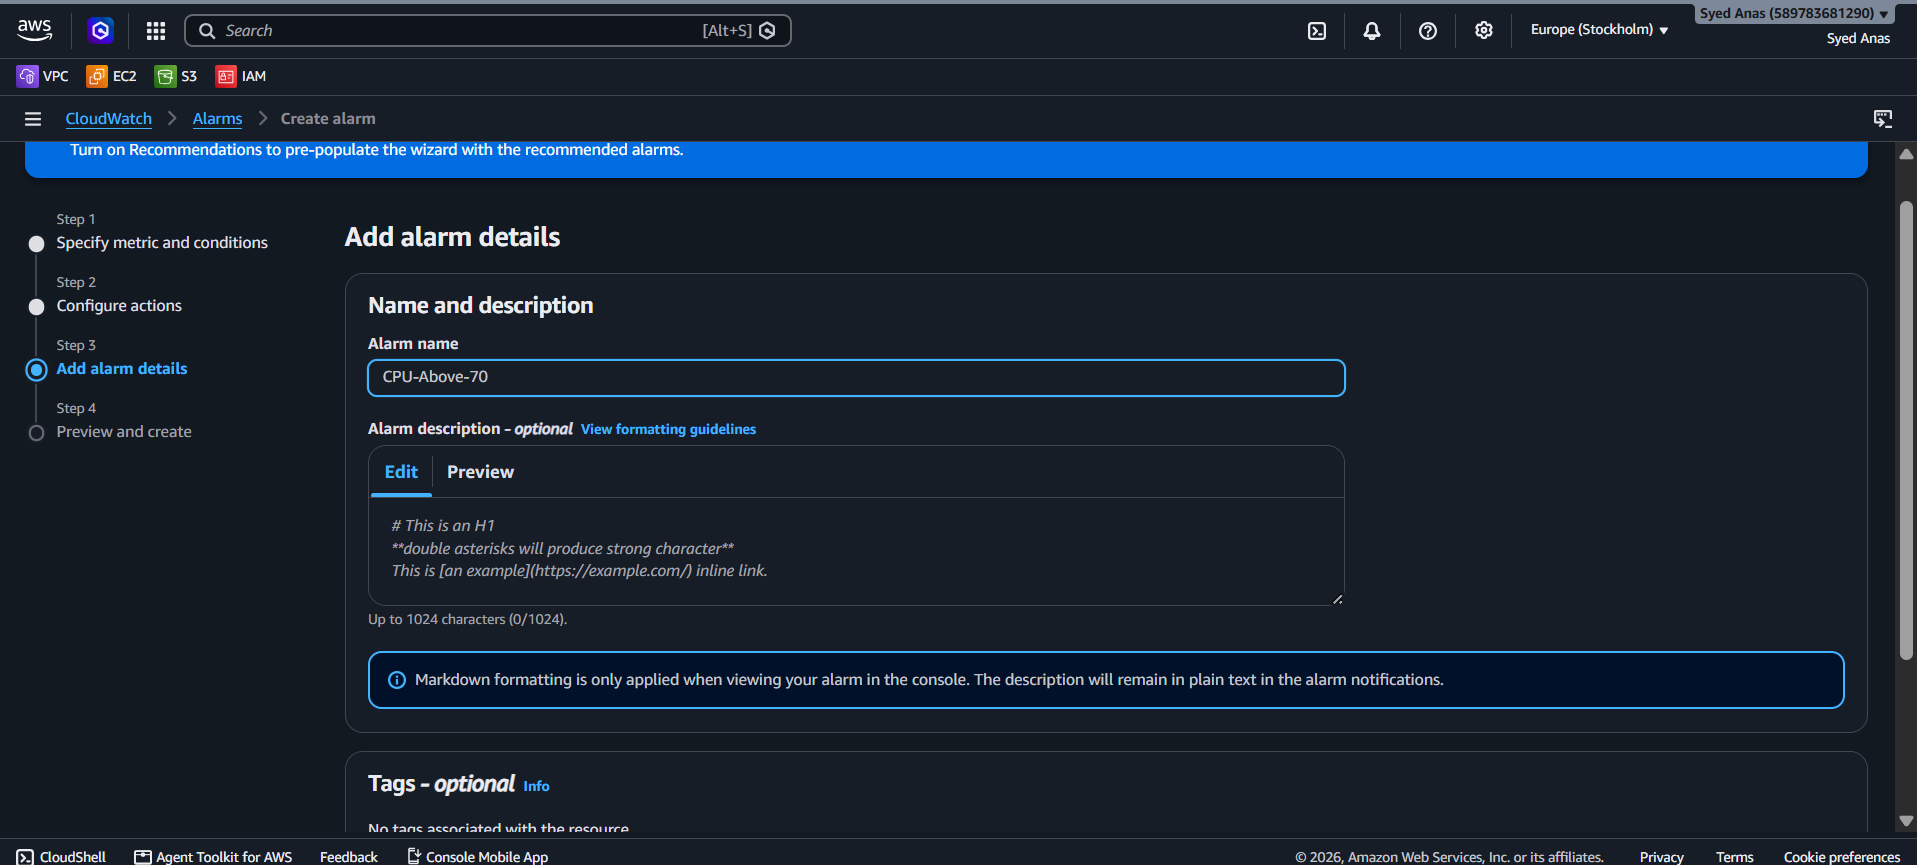 aws
Search
[Alt+S]
Europe (Stockholm)
Syed Anas (589783681290)
Syed Anas
VPC
EC2
S3
IAM
CloudWatch
Alarms
Create alarm
Turn on Recommendations to pre-populate the wizard with the recommended alarms.
Step 1
Specify metric and conditions
Step 2
Configure actions
Step 3
Add alarm details
Step 4
Preview and create
Add alarm details
Name and description
Alarm name
CPU-Above-70
Alarm description - optional View formatting guidelines
Edit
Preview
# This is an H1
**double asterisks will produce strong character**
This is [an example](https://example.com/) inline link.
Up to 1024 characters (0/1024).
Markdown formatting is only applied when viewing your alarm in the console. The description will remain in plain text in the alarm notifications.
Tags - optional Info
No tags associated with the resource
CloudShell
Agent Toolkit for AWS
Feedback
Console Mobile App
© 2026, Amazon Web Services, Inc. or its affiliates.
Privacy
Terms
Cookie preferences